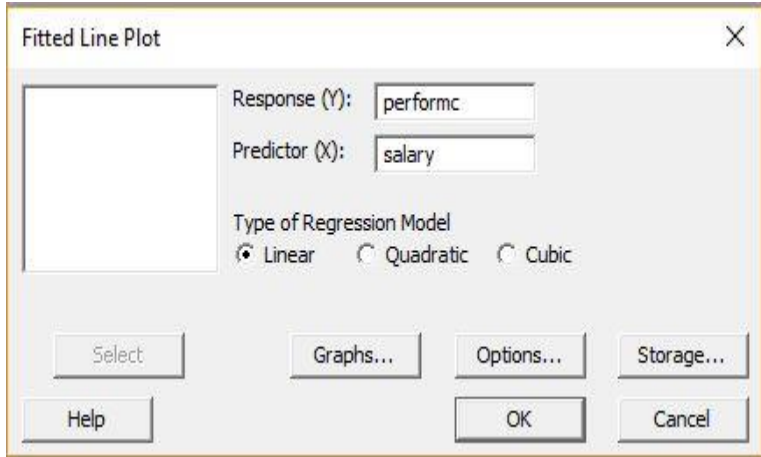 Fitted Line Plot
Response (Y): performc
Predictor (X): salary
Type of Regression Model
Linear Quadratic Cubic
Select Graphs... Options... Storage...
Help OK Cancel